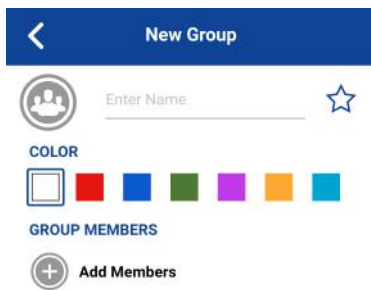 New Group
Enter Name
COLOR
GROUP MEMBERS
Add Members